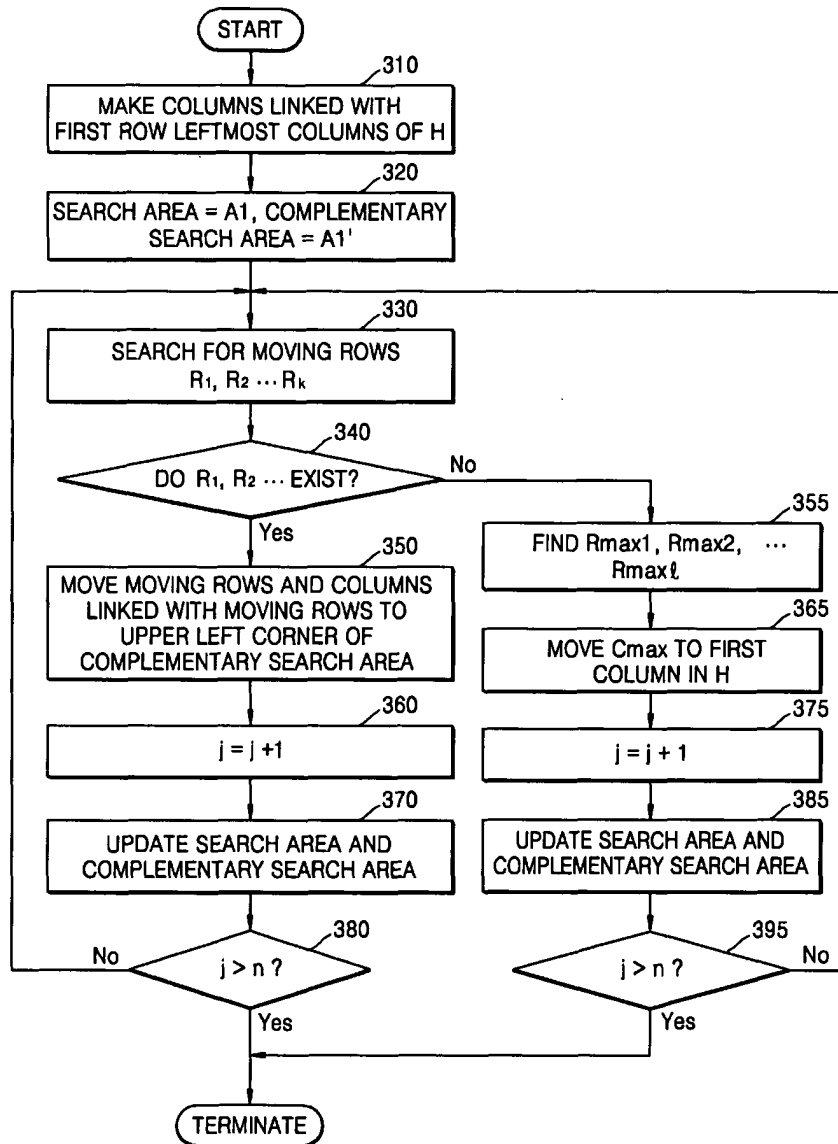 START
310
MAKE COLUMNS LINKED WITH
FIRST ROW LEFTMOST COLUMNS OF H
320
SEARCH AREA = A1, COMPLEMENTARY
SEARCH AREA = A1'
330
SEARCH FOR MOVING ROWS
R1, R2 ··· Rk
340
DO R1, R2 ··· EXIST?
No
Yes
350
MOVE MOVING ROWS AND COLUMNS
LINKED WITH MOVING ROWS TO
UPPER LEFT CORNER OF
COMPLEMENTARY SEARCH AREA
360
j = j +1
370
UPDATE SEARCH AREA AND
COMPLEMENTARY SEARCH AREA
380
j > n ?
No
Yes
355
FIND Rmax1, Rmax2, ···
Rmaxℓ
365
MOVE Cmax TO FIRST
COLUMN IN H
375
j = j + 1
385
UPDATE SEARCH AREA AND
COMPLEMENTARY SEARCH AREA
395
j > n ?
No
Yes
TERMINATE